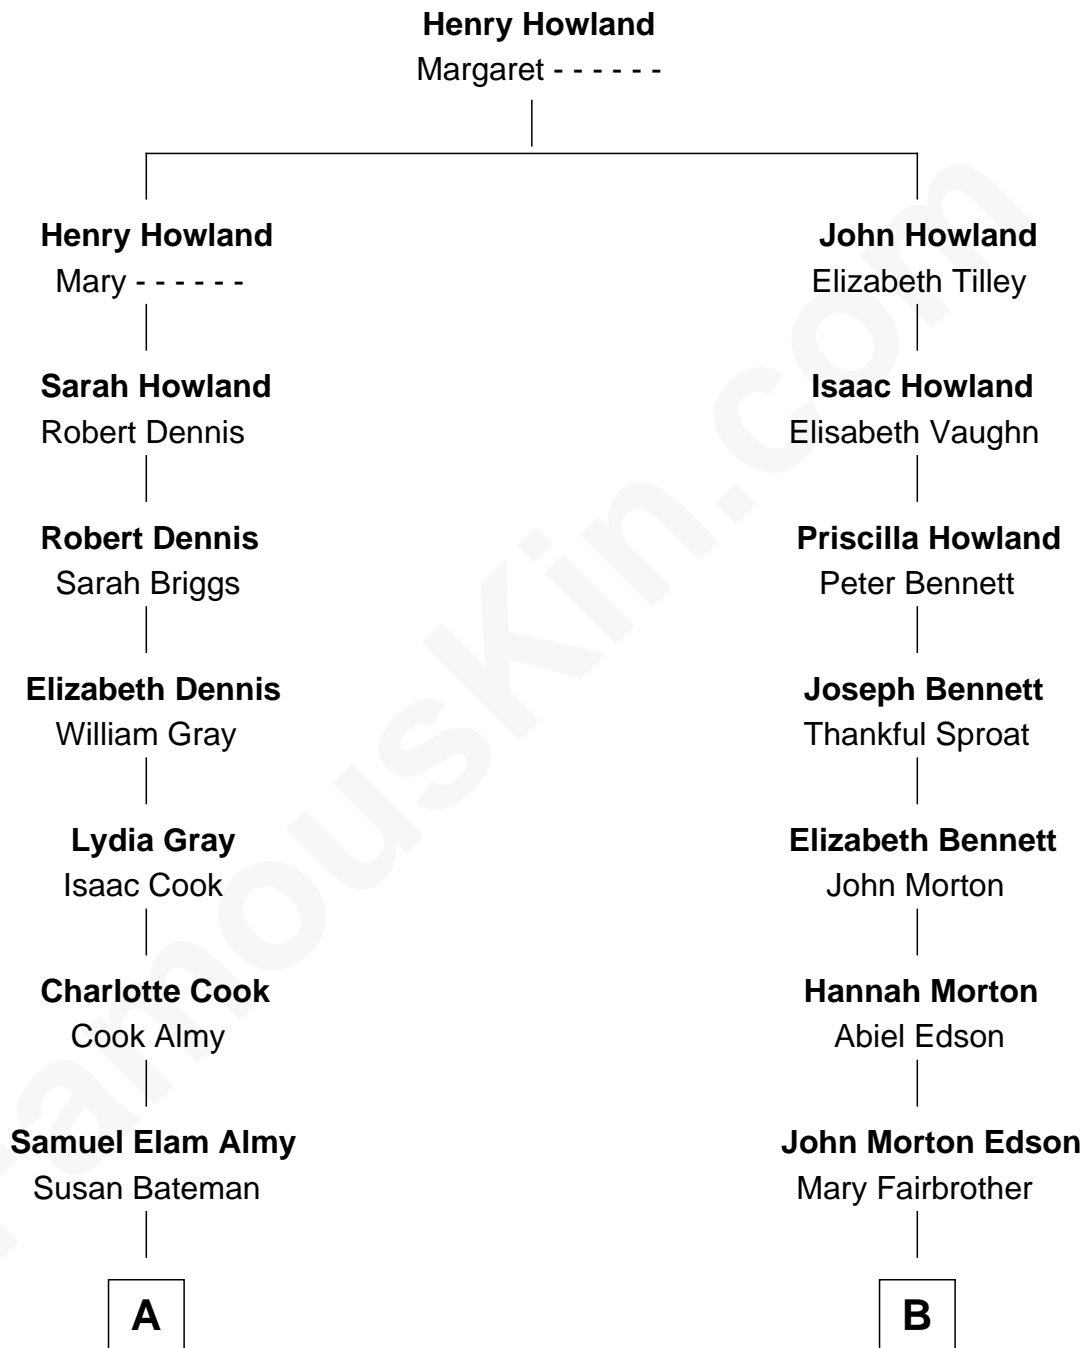 Henry Howland
Margaret - - - - - -
Henry Howland
Mary - - - - - -
John Howland
Elizabeth Tilley
Sarah Howland
Robert Dennis
Isaac Howland
Elisabeth Vaughn
Robert Dennis
Sarah Briggs
Priscilla Howland
Peter Bennett
Elizabeth Dennis
William Gray
Joseph Bennett
Thankful Sproat
Lydia Gray
Isaac Cook
Elizabeth Bennett
John Morton
Charlotte Cook
Cook Almy
Hannah Morton
Abiel Edson
Samuel Elam Almy
Susan Bateman
John Morton Edson
Mary Fairbrother
A
B
FamousKin.com